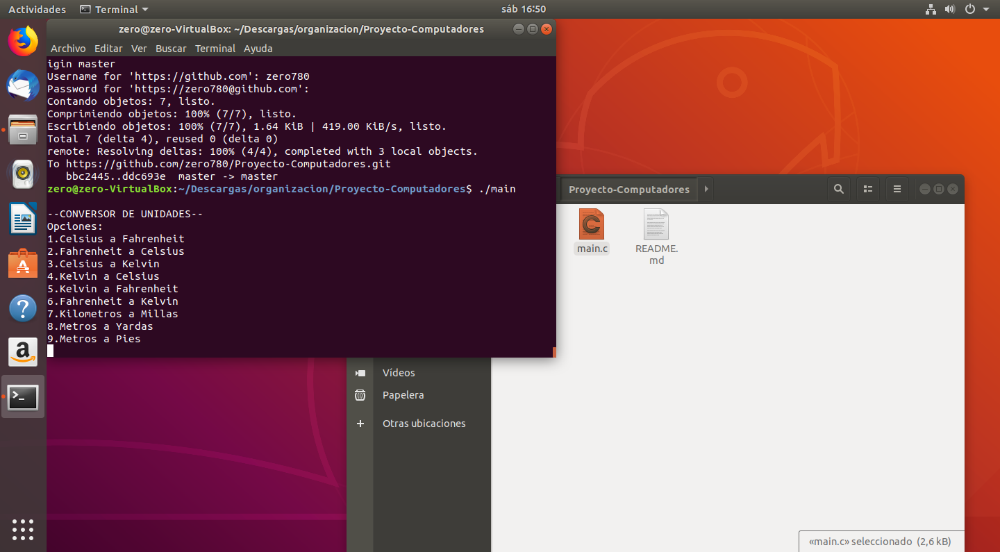 Actividades
Terminal
sáb 16:50
zero@zero-VirtualBox: ~/Descargas/organizacion/Proyecto-Computadores
Archivo Editar Ver Buscar Terminal Ayuda
igin master
Username for 'https://github.com': zero780
Password for 'https://zero780@github.com':
Contando objetos: 7, listo.
Comprimiendo objetos: 100% (7/7), listo.
Escribiendo objetos: 100% (7/7), 1.64 KiB | 419.00 KiB/s, listo.
Total 7 (delta 4), reused 0 (delta 0)
remote: Resolving deltas: 100% (4/4), completed with 3 local objects.
To https://github.com/zero780/Proyecto-Computadores.git
   bbc2445..ddc693e  master -> master
zero@zero-VirtualBox:~/Descargas/organizacion/Proyecto-Computadores$ ./main
--CONVERSOR DE UNIDADES--
Opciones:
1.Celsius a Fahrenheit
2.Fahrenheit a Celsius
3.Celsius a Kelvin
4.Kelvin a Celsius
5.Kelvin a Fahrenheit
6.Fahrenheit a Kelvin
7.Kilometros a Millas
8.Metros a Yardas
9.Metros a Pies
Proyecto-Computadores
main.c
README.
md
Vídeos
Papelera
Otras ubicaciones
«main.c» seleccionado (2,6 kB)